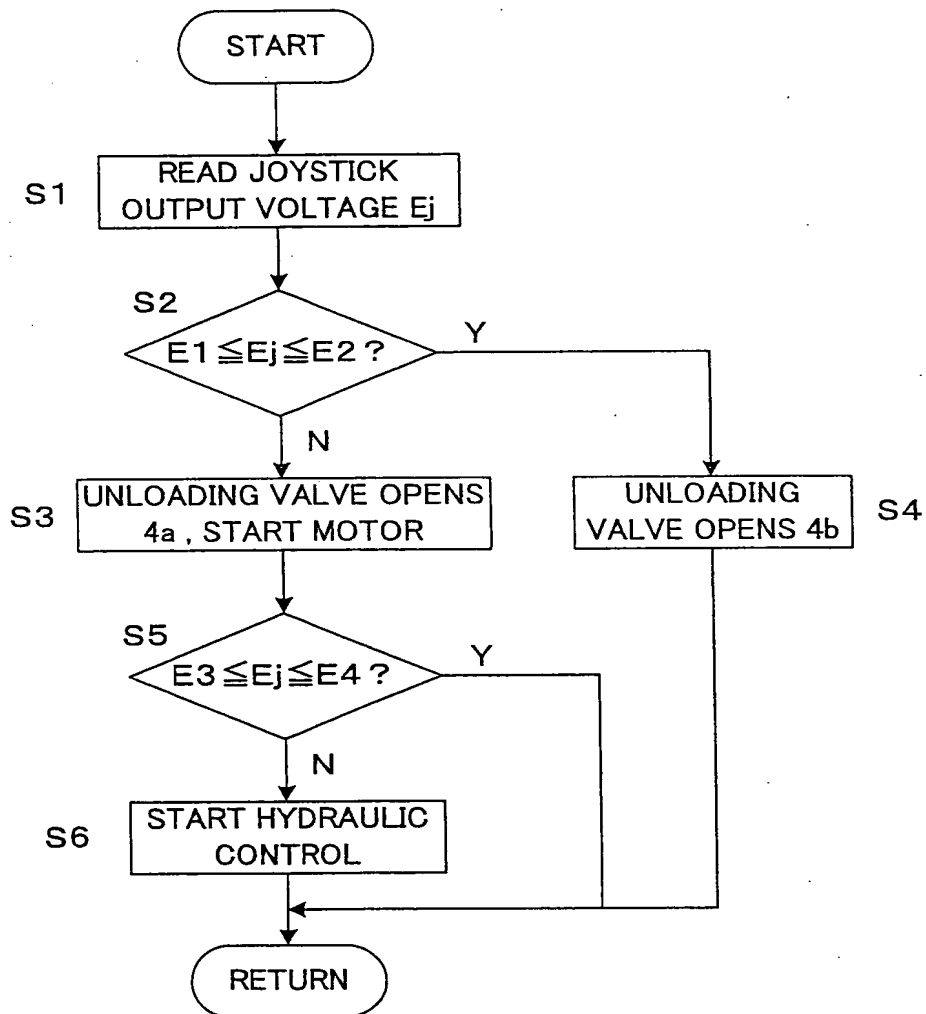 START
S1
READ JOYSTICK
OUTPUT VOLTAGE Ej
S2
E1≦Ej≦E2?
Y
N
S3
UNLOADING VALVE OPENS
4a, START MOTOR
UNLOADING
VALVE OPENS 4b
S4
S5
E3≦Ej≦E4?
Y
N
S6
START HYDRAULIC
CONTROL
RETURN